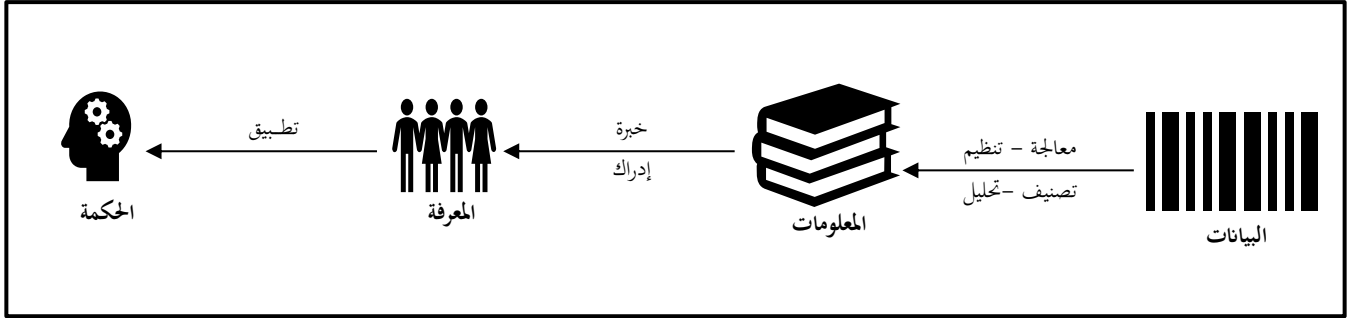 البيانات
معالجة – تنظيم
تصنيف –تحليل
المعلومات
خبرة
إدراك
المعرفة
تطبيق
الحكمة